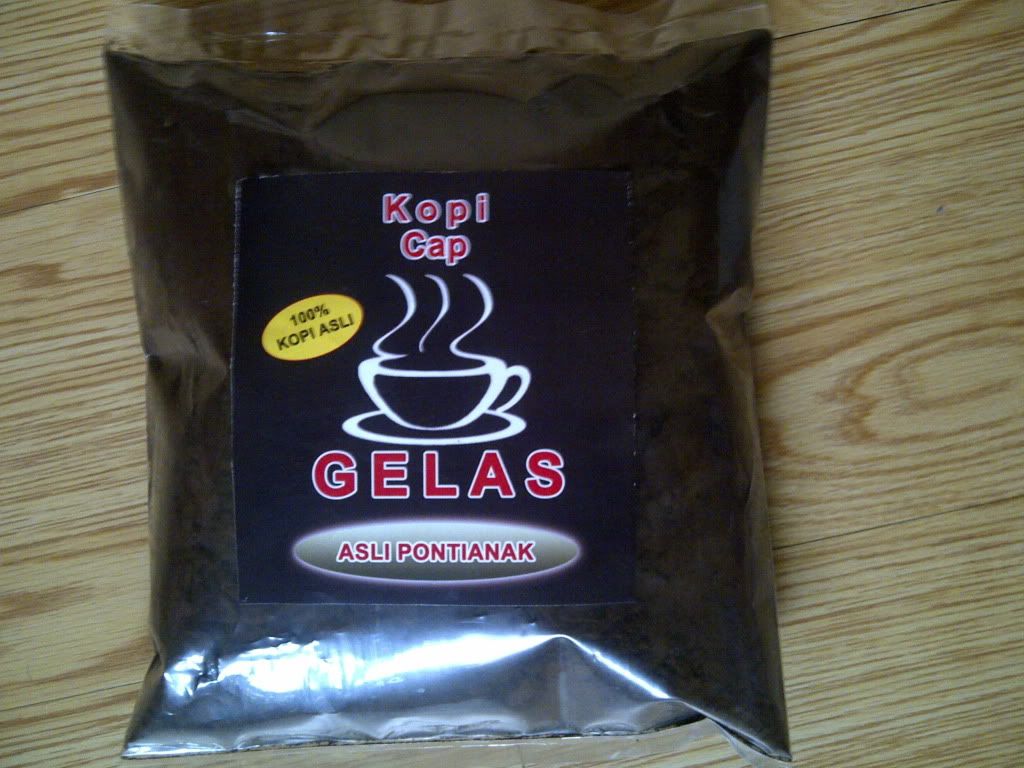 Kopi
Cap
100%
KOPI ASLI
GELAS
ASLI PONTIANAK